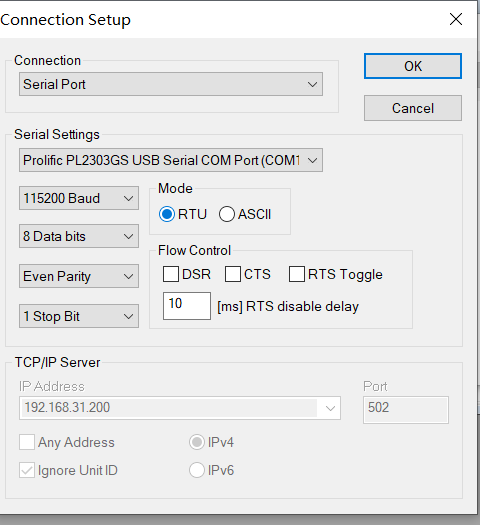 Connection Setup
Connection
OK
Serial Port
Cancel
Serial Settings
Prolific PL2303GS USB Serial COM Port (COM1
Mode
115200 Baud
RTU
ASCII
8 Data bits
Flow Control
Even Parity
DSR
CTS
RTS Toggle
1 Stop Bit
10
[ms] RTS disable delay
TCP/IP Server
IP Address
Port
192.168.31.200
502
Any Address
IPv4
Ignore Unit ID
IPv6